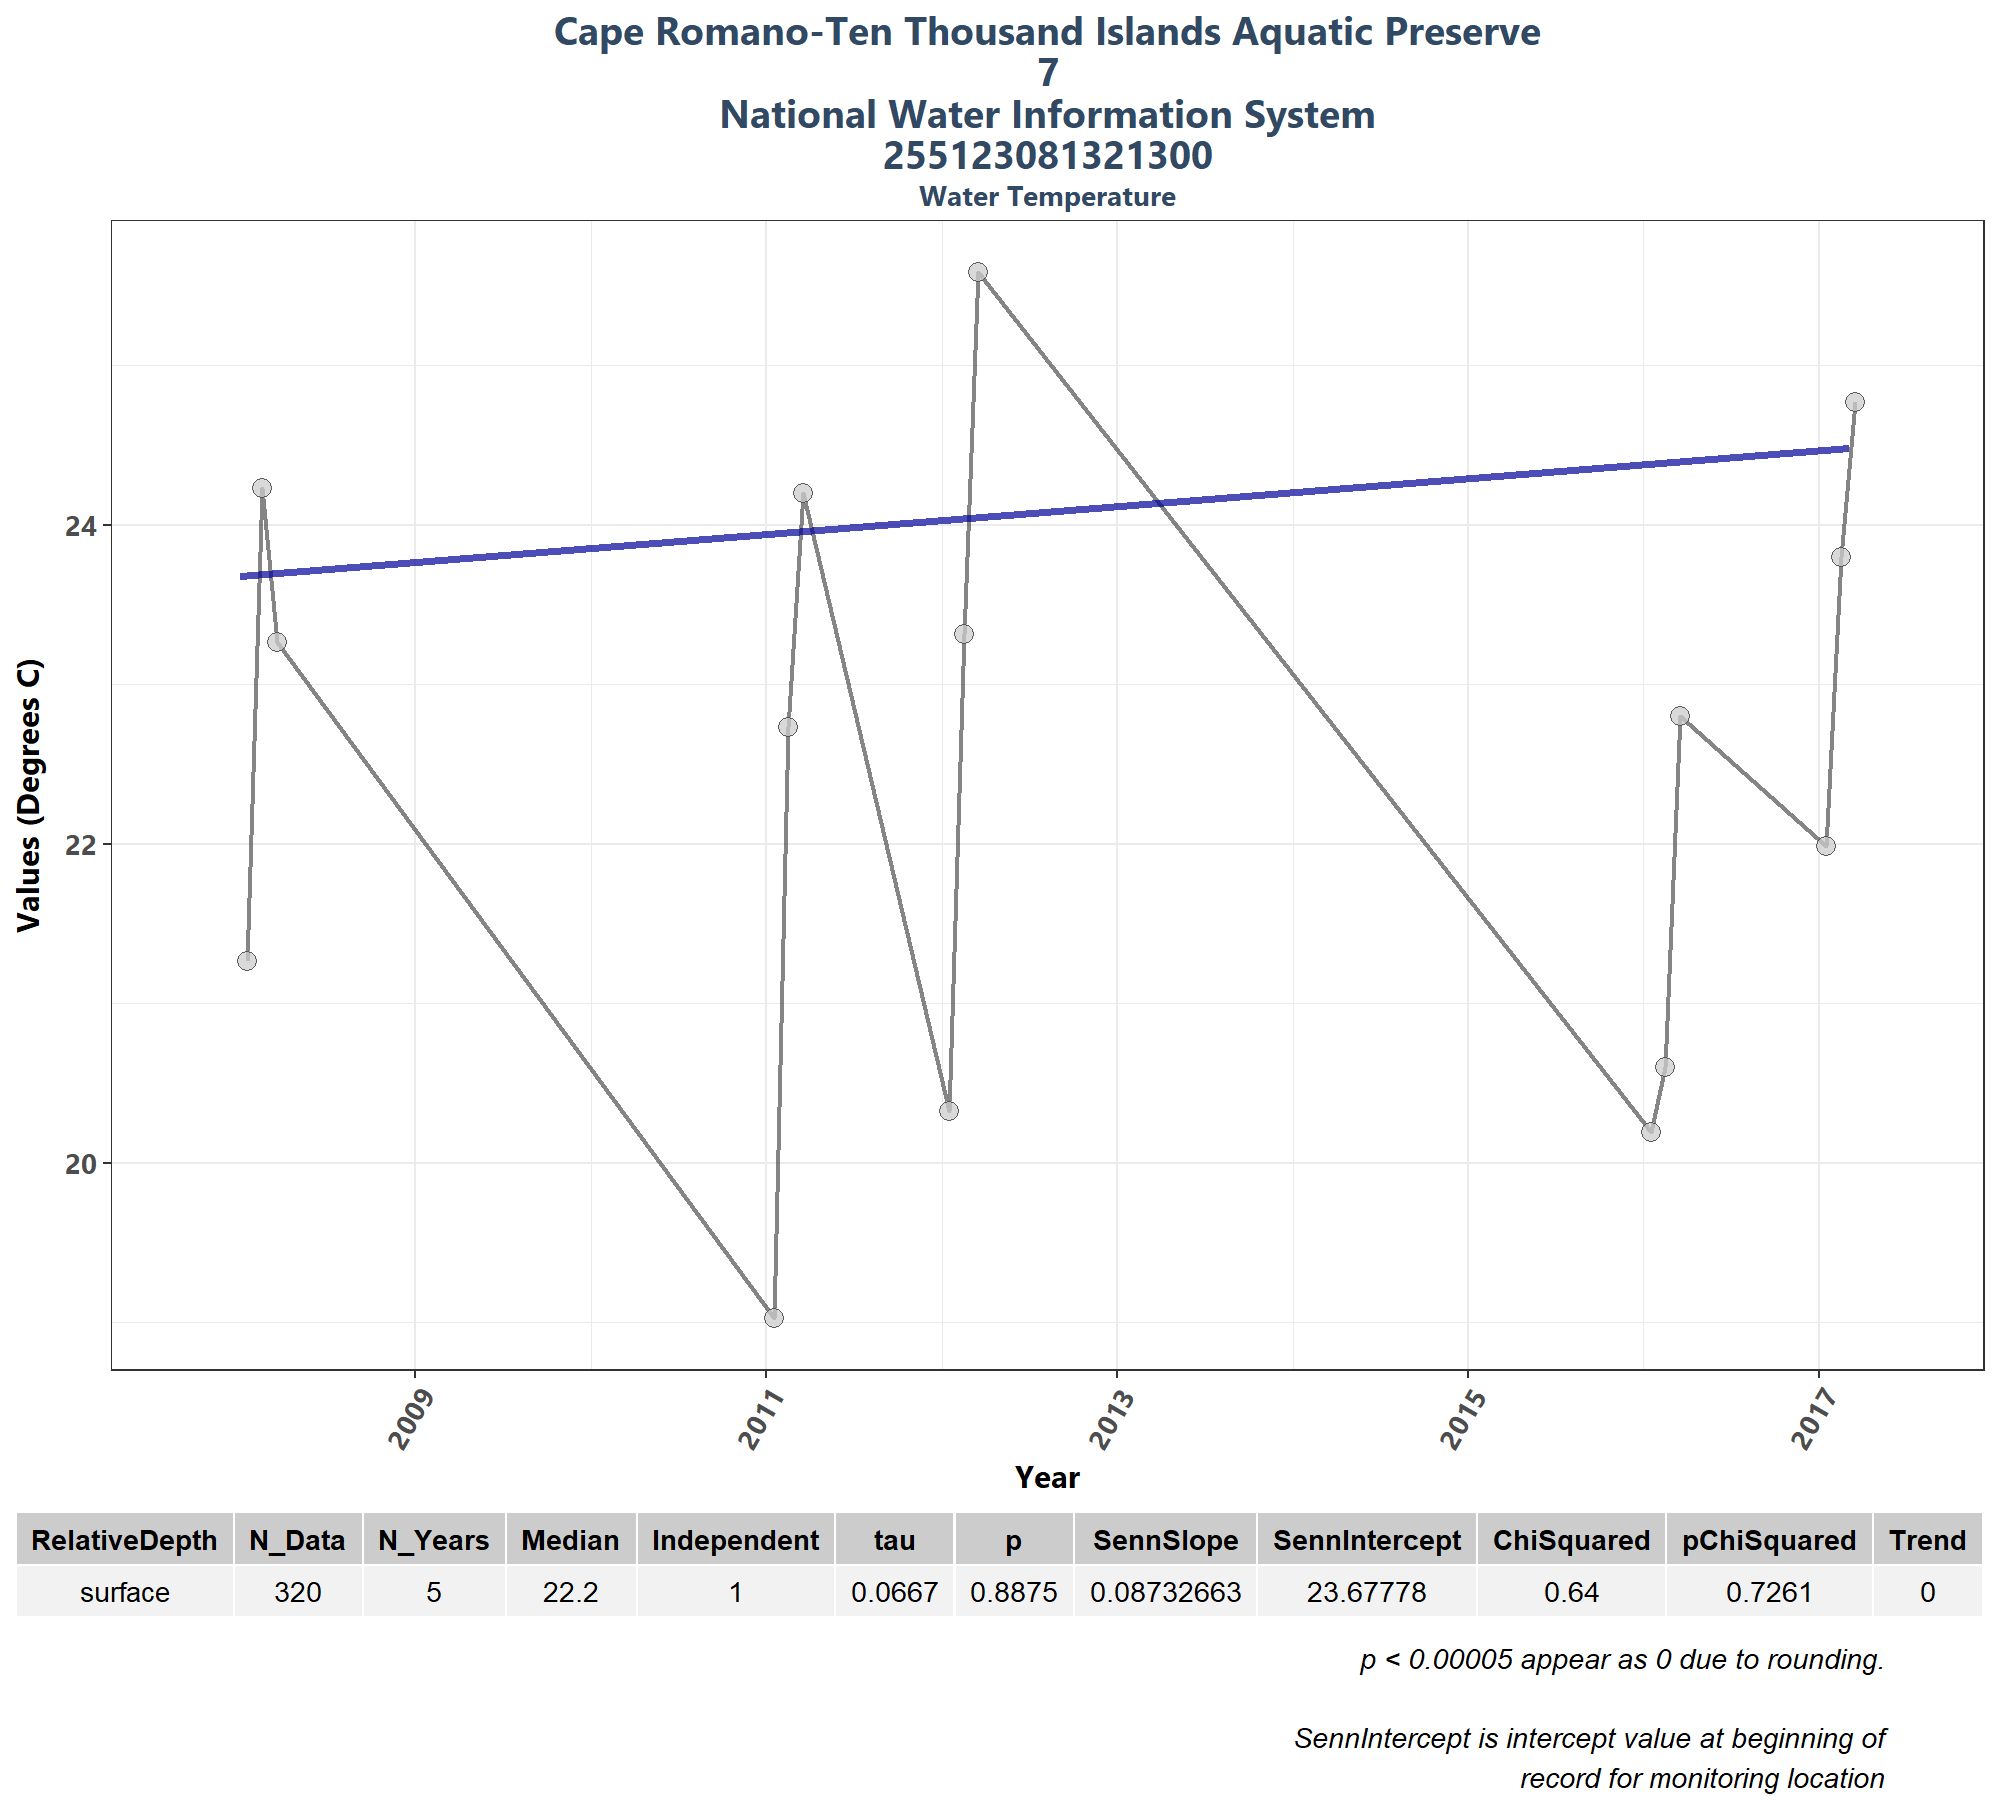 Cape Romano-Ten Thousand Islands Aquatic Preserve
7
National Water Information System
255123081321300
Water Temperature
Values (Degrees C)
24
22
20
2009
2011
2013
2015
2017
Year
RelativeDepth N_Data N_Years Median Independent tau p SennSlope SennIntercept ChiSquared pChiSquared Trend
surface 320 5 22.2 1 0.0667 0.8875 0.08732663 23.67778 0.64 0.7261 0
p < 0.00005 appear as 0 due to rounding.
SennIntercept is intercept value at beginning of
record for monitoring location